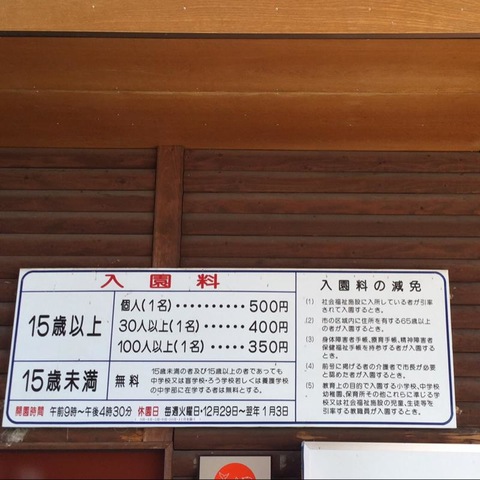 入園料
15歳以上
個人(1名)・・・・・・・・・・・500円
30人以上(1名)・・・・・・・・400円
100人以上(1名)・・・・・・・350円
15歳未満
無料
15歳未満の者及び15歳以上の者であっても
中学校又は盲学校・ろう学校若しくは養護学校
の中学部に在学する者は無料とする。
開園時間 午前9時〜午後4時30分 休園日 毎週火曜日・12月29日〜翌年1月3日
入園料の減免
(1) 社会福祉施設に入所している者が引率
されて入園するとき。
(2) 市の区域内に住所を有する65歳以上
の者が入園するとき。
(3) 身体障害者手帳、療育手帳、精神障害者
保健福祉手帳を持参する者が入園するとき。
(4) 前号に掲げる者の介護者で市長が必要
と認めた者が入園するとき。
(5) 教育上の目的で入園する小学校、中学校
幼稚園、保育所その他これらに準じる学
校又は社会福祉施設の児童、生徒等を
引率する教職員が入園するとき。